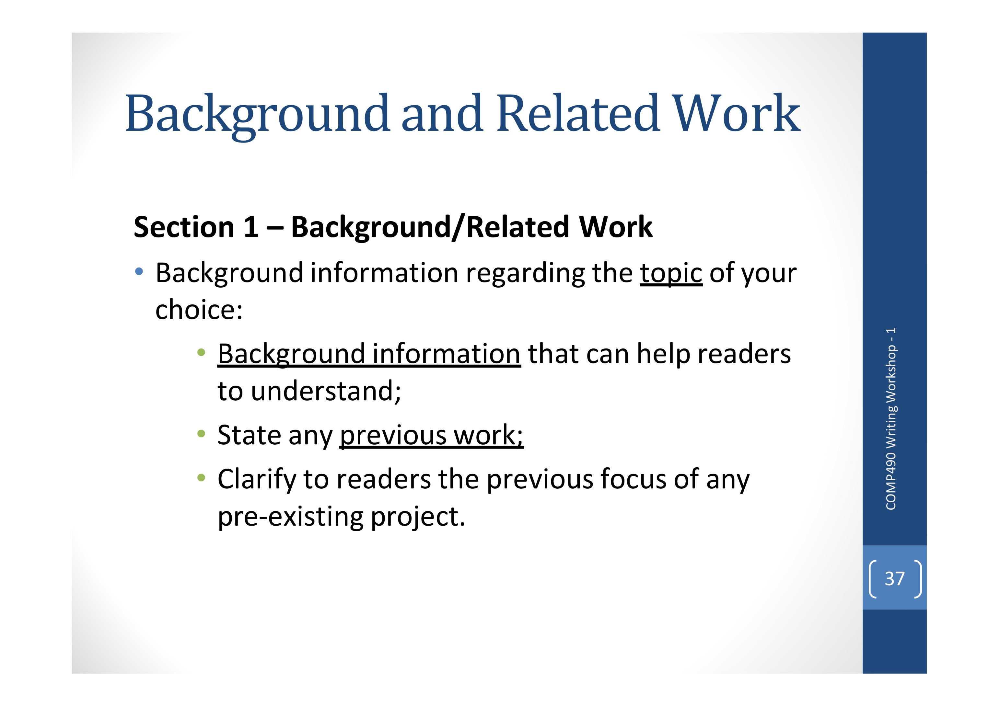 Background and Related Work
Section 1 – Background/Related Work
• Background information regarding the topic of your
choice:
• Background information that can help readers
to understand;
• State any previous work;
• Clarify to readers the previous focus of any
pre-existing project.
COMP490 Writing Workshop - 1
37